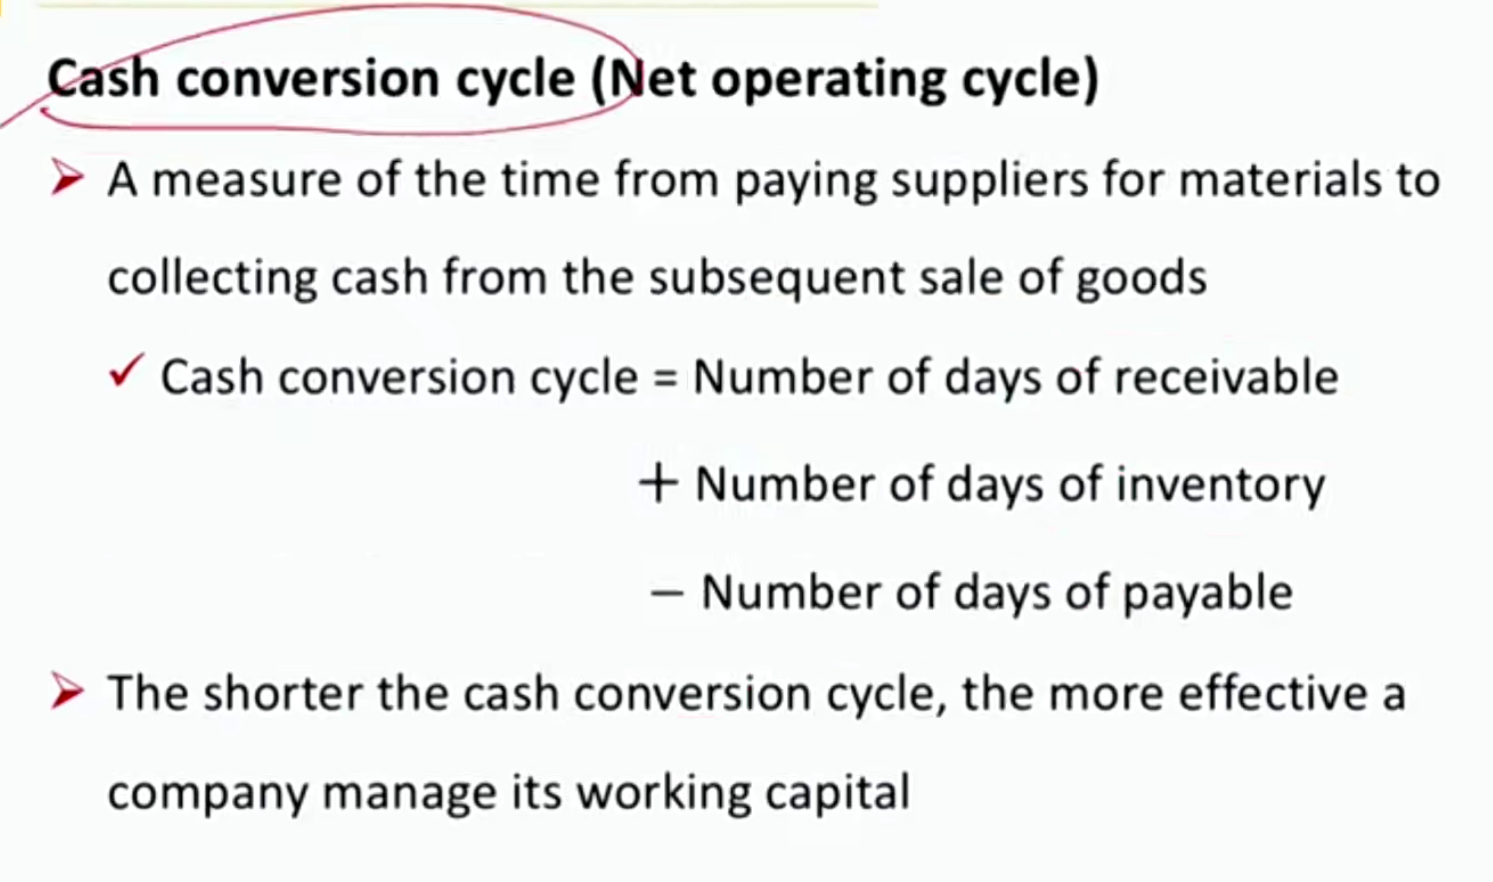 Cash conversion cycle (Net operating cycle)
A measure of the time from paying suppliers for materials to
collecting cash from the subsequent sale of goods
Cash conversion cycle = Number of days of receivable
+ Number of days of inventory
− Number of days of payable
The shorter the cash conversion cycle, the more effective a
company manage its working capital